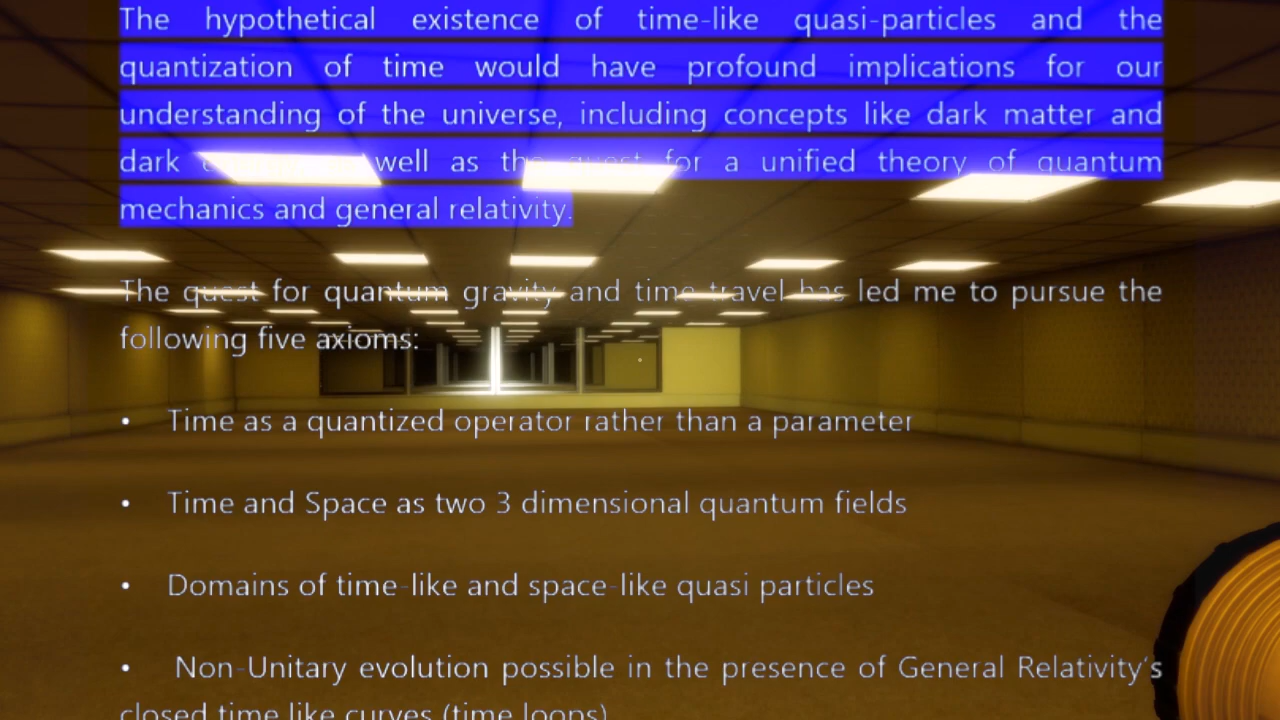 The hypothetical existence of time-like quasi-particles and the
quantization of time would have profound implications for our
understanding of the universe, including concepts like dark matter and
dark well as the quest for a unified theory of quantum
mechanics and general relativity.
The quest for quantum gravity and time travel has led me to pursue the
following five axioms:
• Time as a quantized operator rather than a parameter
• Time and Space as two 3 dimensional quantum fields
• Domains of time-like and space-like quasi particles
• Non-Unitary evolution possible in the presence of General Relativity's
closed time like curves (time loops)